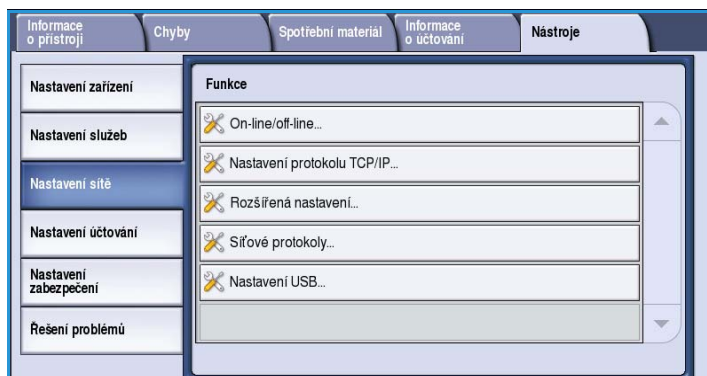 Informace
o přístroji
Chyby
Spotřební materiál
Informace
o účtování
Nástroje
Nastavení zařízení
Nastavení služeb
Nastavení sítě
Nastavení účtování
Nastavení
zabezpečení
Řešení problémů
Funkce
On-line/off-line...
Nastavení protokolu TCP/IP...
Rozšířená nastavení...
Síťové protokoly...
Nastavení USB...